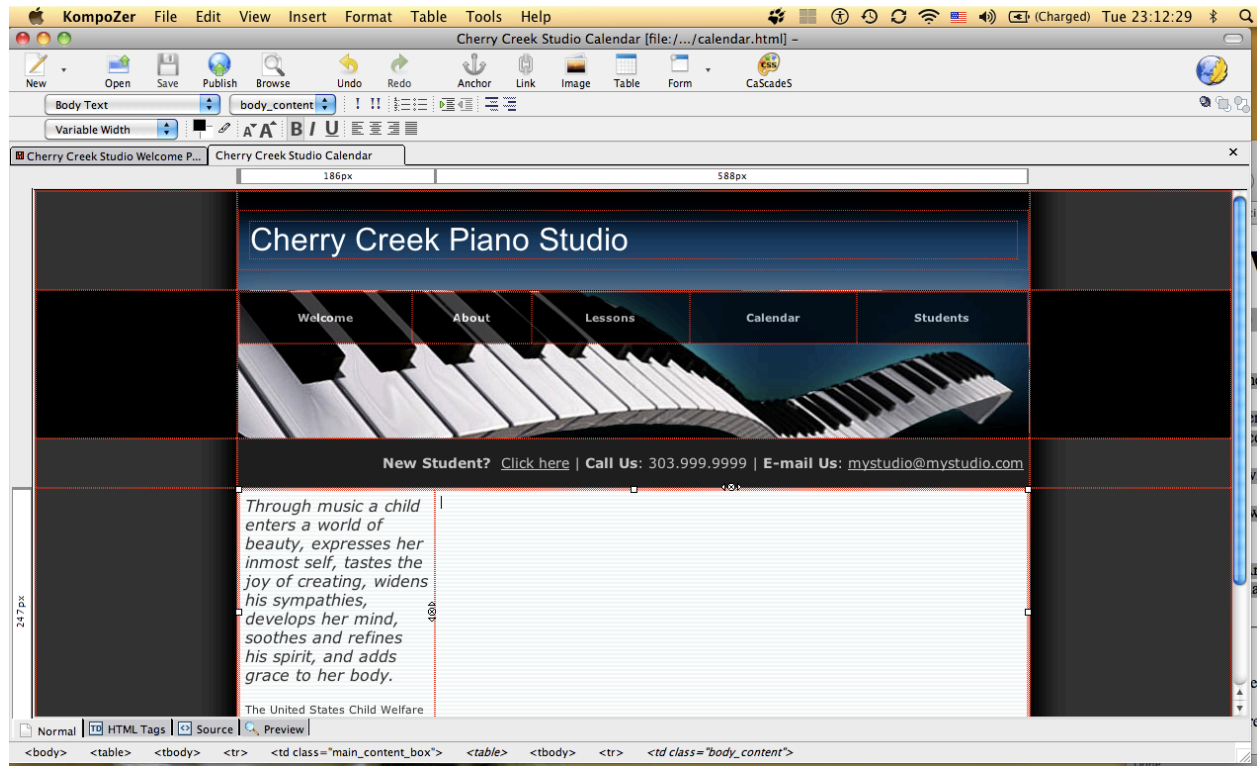 KompoZer File Edit View Insert Format Table Tools Help (Charged) Tue 23:12:29
Cherry Creek Studio Calendar [file:/.../calendar.html] –
New Open Save Publish Browse Undo Redo Anchor Link Image Table Form CaScadeS
Body Text body_content ! !!
Variable Width A A B I U
Cherry Creek Studio Welcome P... Cherry Creek Studio Calendar
186px 588px
Cherry Creek Piano Studio
Welcome About Lessons Calendar Students
New Student? Click here | Call Us: 303.999.9999 | E-mail Us: mystudio@mystudio.com
Through music a child
enters a world of
beauty, expresses her
inmost self, tastes the
joy of creating, widens
his sympathies,
develops her mind,
soothes and refines
his spirit, and adds
grace to her body.
The United States Child Welfare
247px
Normal TD HTML Tags Source Preview
<body> <table> <tbody> <tr> <td class="main_content_box"> <table> <tbody> <tr> <td class="body_content">